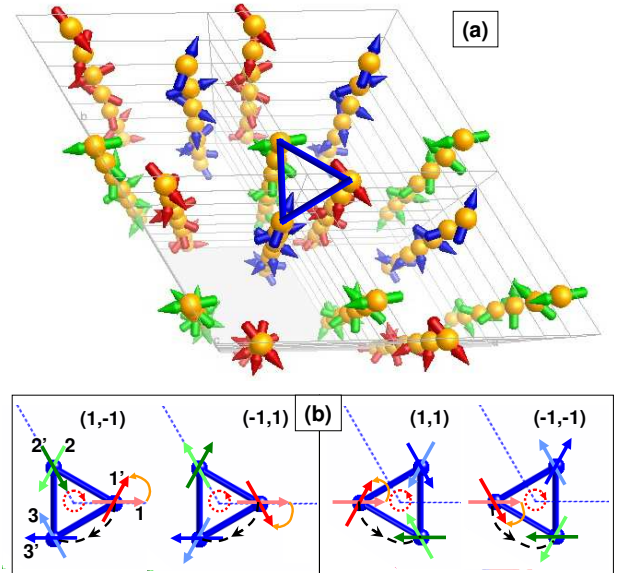 (a)
b
c
(b)
(1,-1)
(-1,1)
(1,1)
(-1,-1)
2' 2
1'
3 1
3'